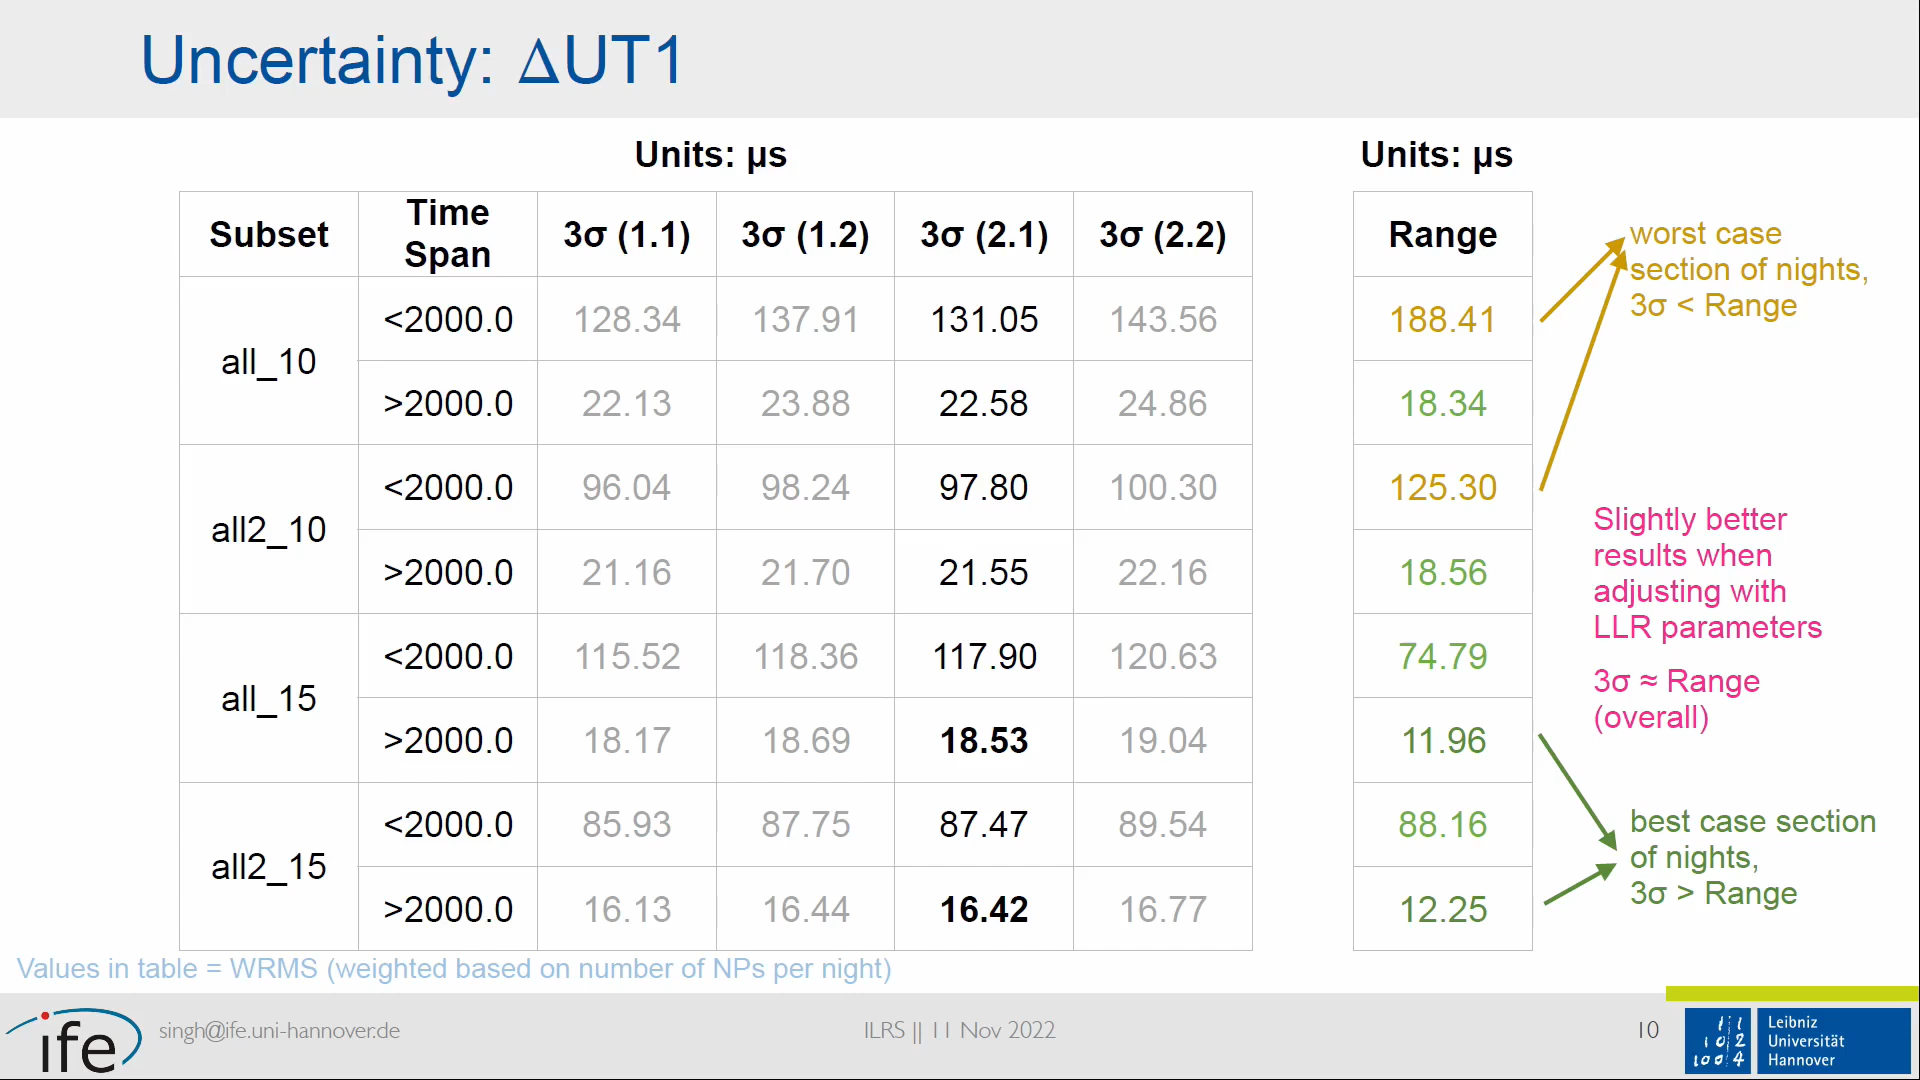 Uncertainty: ΔUT1
Units: µs
Units: µs
Subset Time Span 3σ (1.1) 3σ (1.2) 3σ (2.1) 3σ (2.2) Range
all_10 <2000.0 128.34 137.91 131.05 143.56 188.41
>2000.0 22.13 23.88 22.58 24.86 18.34
all2_10 <2000.0 96.04 98.24 97.80 100.30 125.30
>2000.0 21.16 21.70 21.55 22.16 18.56
all_15 <2000.0 115.52 118.36 117.90 120.63 74.79
>2000.0 18.17 18.69 18.53 19.04 11.96
all2_15 <2000.0 85.93 87.75 87.47 89.54 88.16
>2000.0 16.13 16.44 16.42 16.77 12.25
worst case
section of nights,
3σ < Range
Slightly better
results when
adjusting with
LLR parameters
3σ ≈ Range
(overall)
best case section
of nights,
3σ > Range
Values in table = WRMS (weighted based on number of NPs per night)
ife
singh@ife.uni-hannover.de
ILRS || 11 Nov 2022
10
11
102
1004
Leibniz
Universität
Hannover